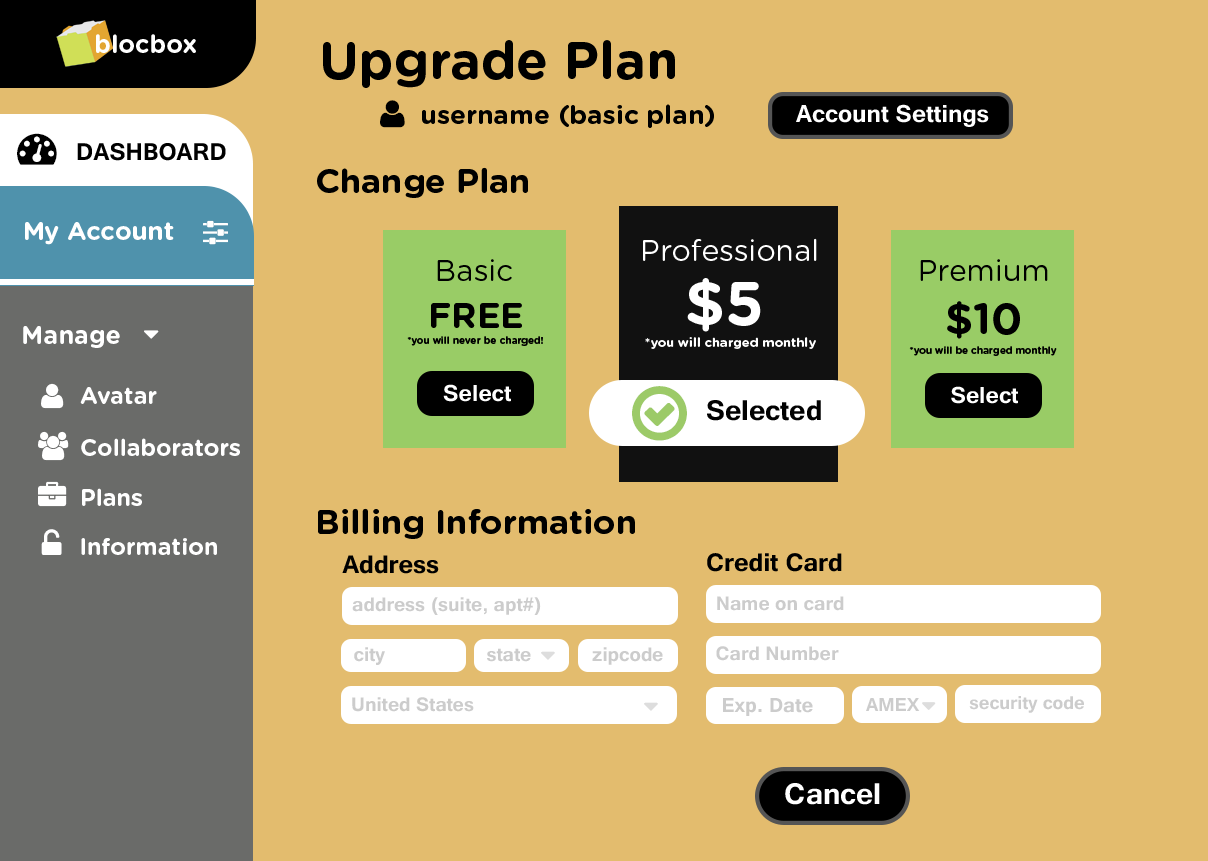 blocbox
Upgrade Plan
username (basic plan)
Account Settings
DASHBOARD
My Account
Manage
Avatar
Collaborators
Plans
Information
Change Plan
Basic
FREE
*you will never be charged!
Select
Professional
$5
*you will charged monthly
Selected
Premium
$10
*you will be charged monthly
Select
Billing Information
Address
address (suite, apt#)
city
state
zipcode
United States
Credit Card
Name on card
Card Number
Exp. Date
AMEX
security code
Cancel